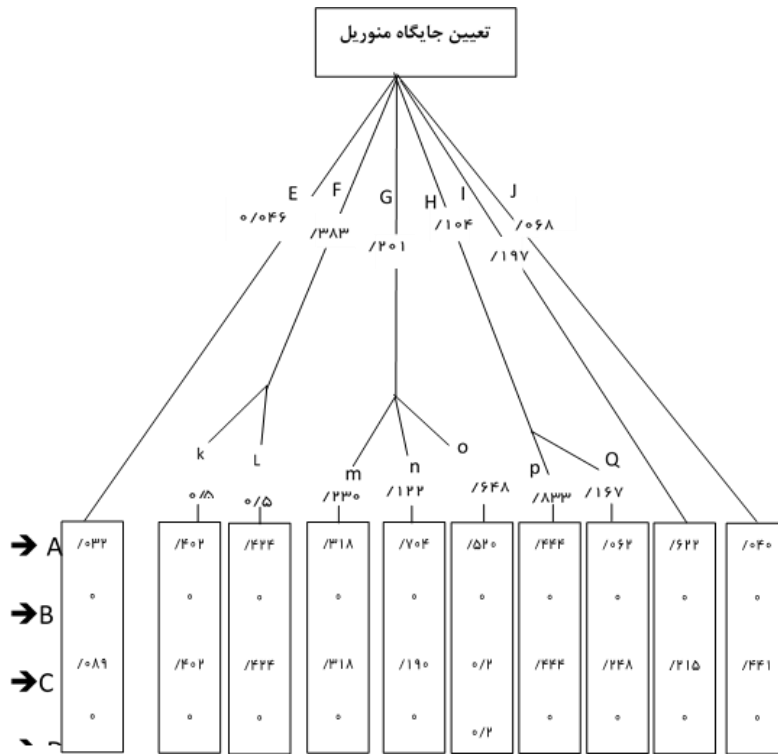 تعیین جایگاه منوریل
E F G H I J
۰/۰۴۶ /۳۸۳ /۲۰۱ /۱۰۴ /۱۹۷ /۰۶۸
k L m n o p Q
۰/۵ ۰/۵ /۲۳۰ /۱۲۲ /۶۴۸ /۸۳۳ /۱۶۷
➔ A /۰۳۲ /۴۰۲ /۴۲۴ /۳۱۸ /۷۰۴ /۵۲۰ /۴۴۴ /۰۶۲ /۶۲۲ /۰۴۰
➔B ۰ ۰ ۰ ۰ ۰ ۰ ۰ ۰ ۰ ۰
➔C /۰۸۹ /۴۰۲ /۴۲۴ /۳۱۸ /۱۹۰ ۰/۲ /۴۴۴ /۲۴۸ /۲۱۵ /۴۴۱
۰ ۰ ۰ ۰ ۰ ۰/۲ ۰ ۰ ۰ ۰